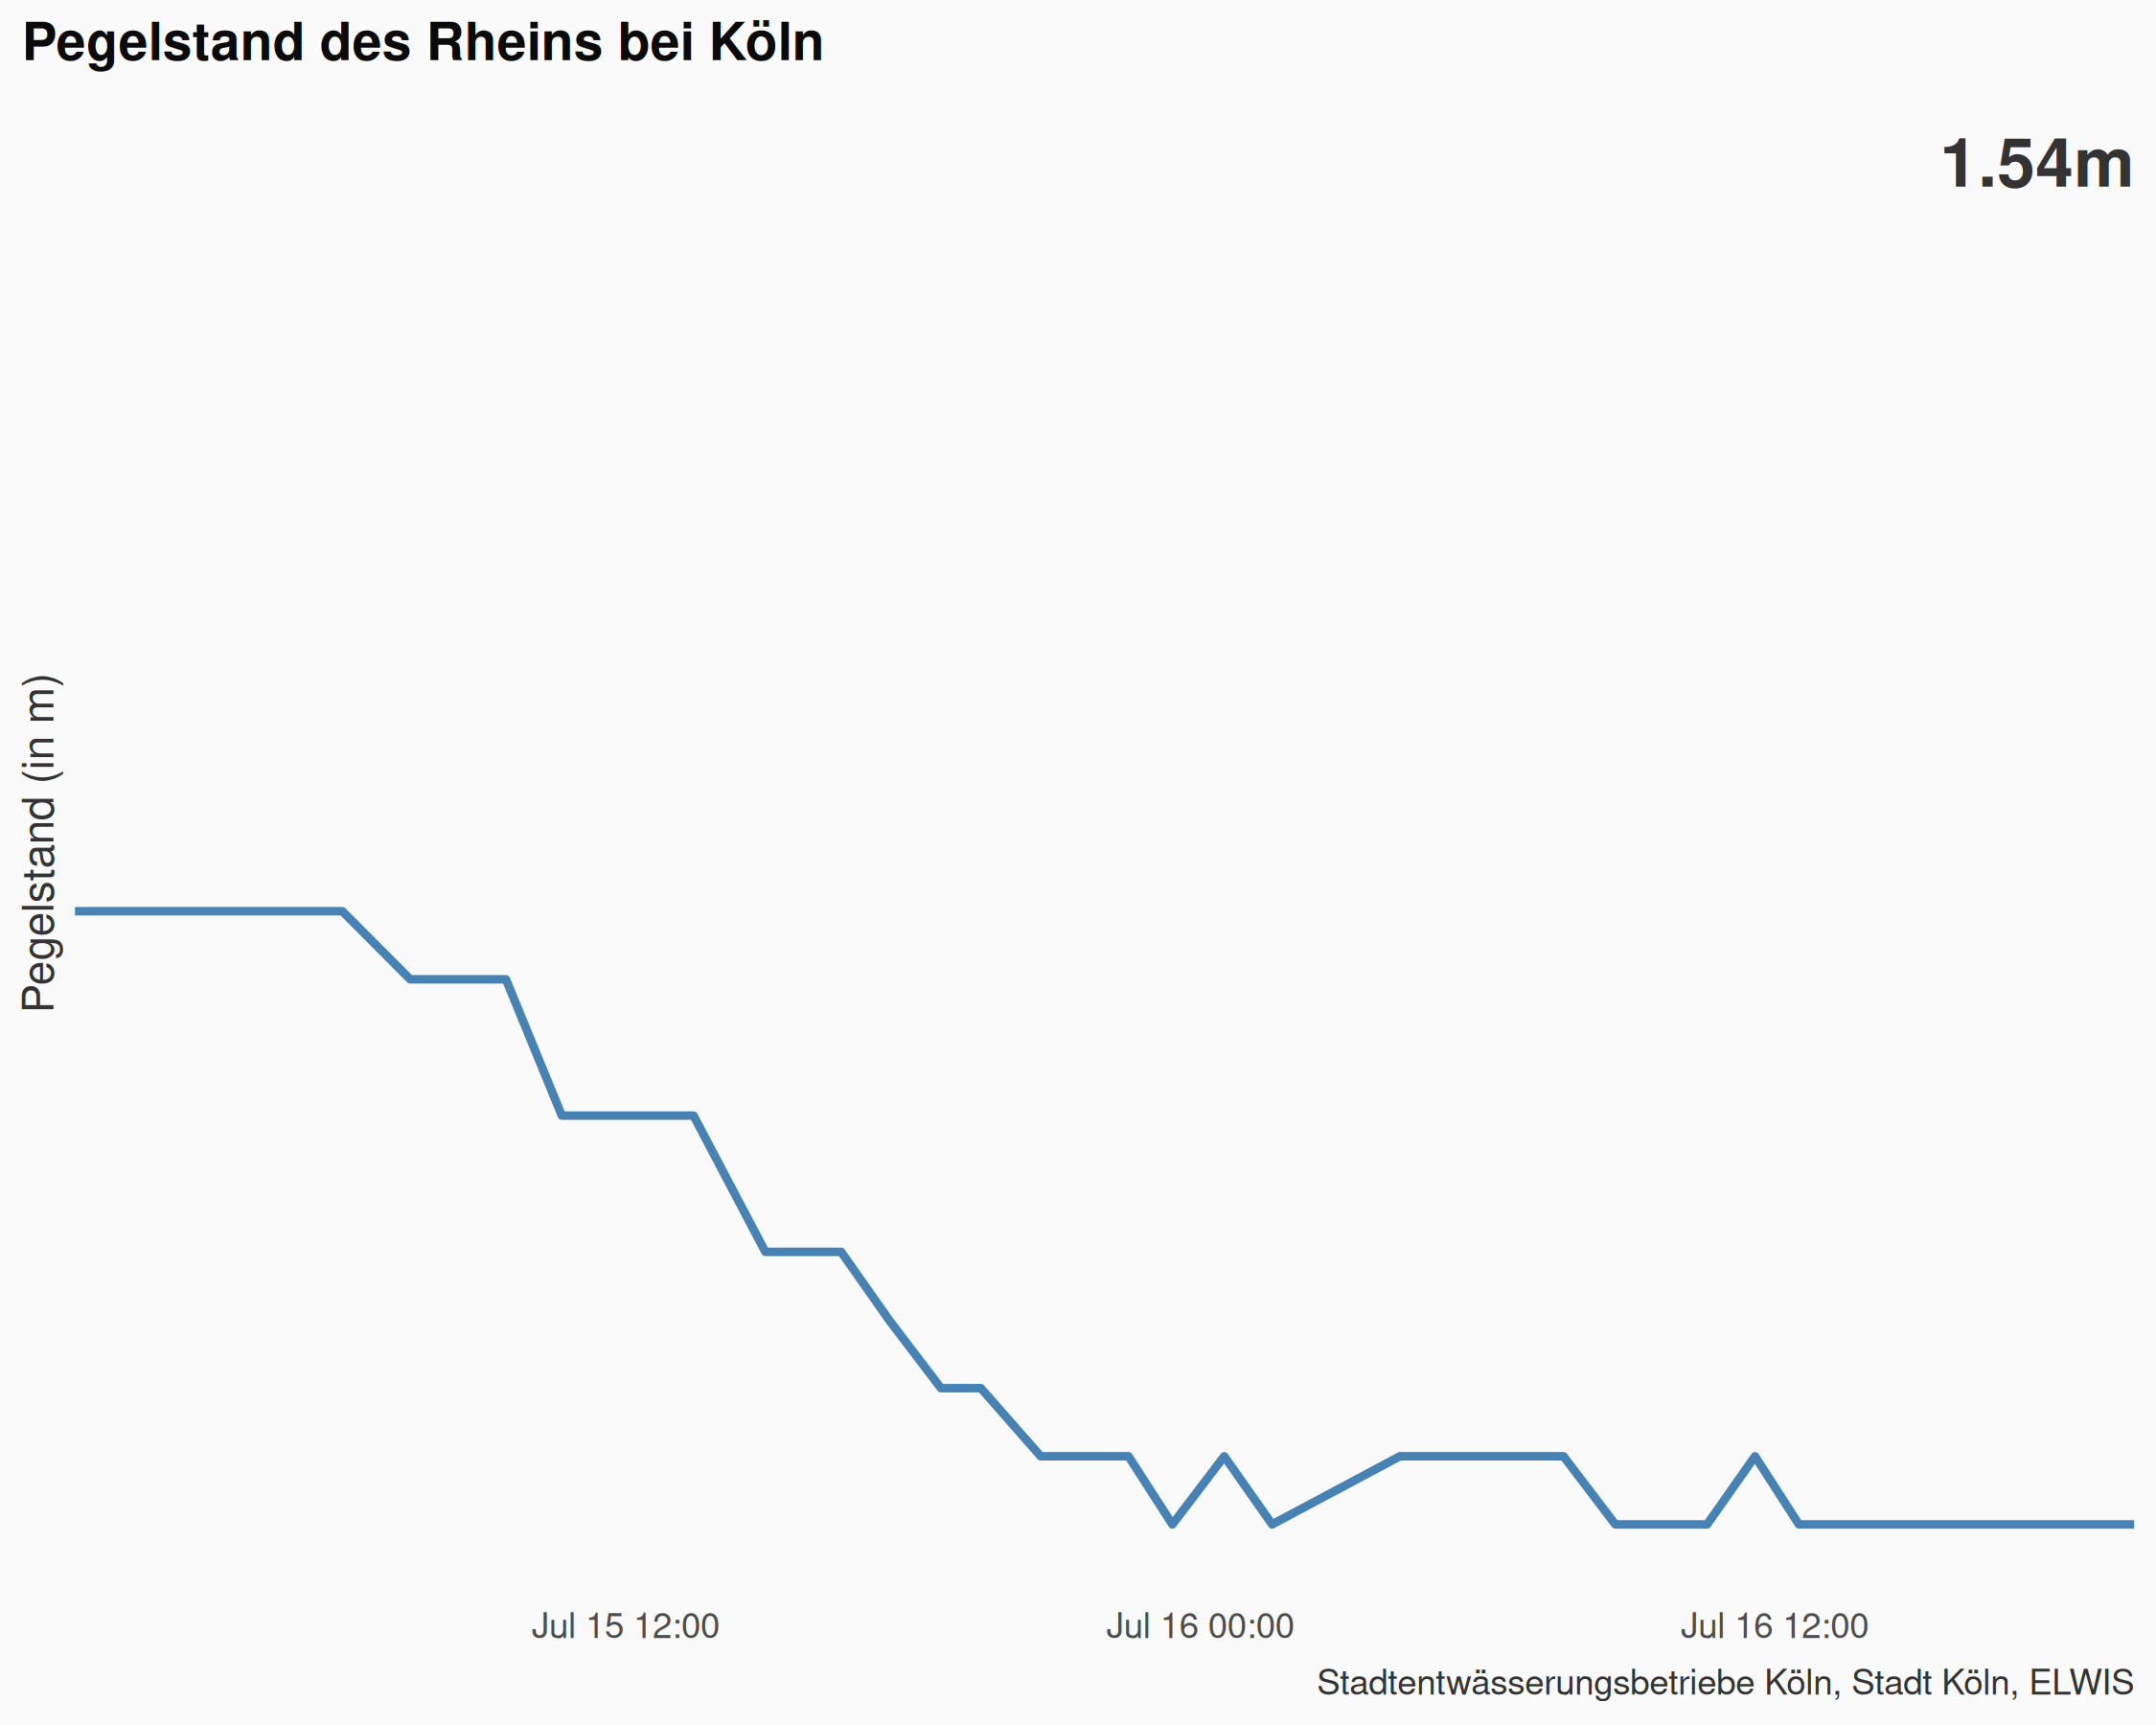 Pegelstand des Rheins bei Köln
1.54m
Pegelstand (in m)
Jul 15 12:00
Jul 16 00:00
Jul 16 12:00
Stadtentwässerungsbetriebe Köln, Stadt Köln, ELWIS